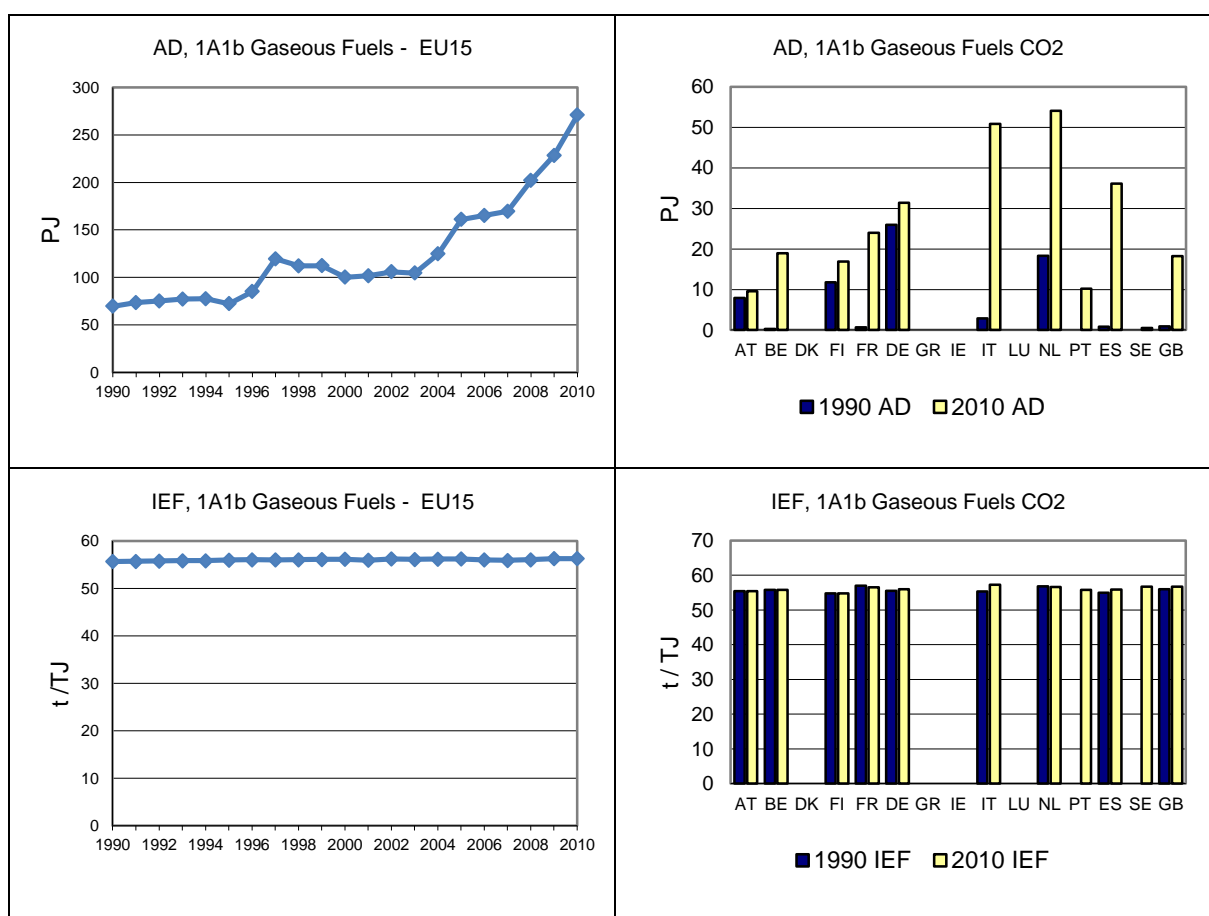 AD, 1A1b Gaseous Fuels - EU15
300
250
200
150
100
50
0
PJ
1990 1992 1994 1996 1998 2000 2002 2004 2006 2008 2010
AD, 1A1b Gaseous Fuels CO2
60
50
40
30
20
10
0
PJ
AT BE DK FI FR DE GR IE IT LU NL PT ES SE GB
1990 AD 2010 AD
IEF, 1A1b Gaseous Fuels - EU15
60
50
40
30
20
10
0
t /TJ
1990 1992 1994 1996 1998 2000 2002 2004 2006 2008 2010
IEF, 1A1b Gaseous Fuels CO2
70
60
50
40
30
20
10
0
t / TJ
AT BE DK FI FR DE GR IE IT LU NL PT ES SE GB
1990 IEF 2010 IEF